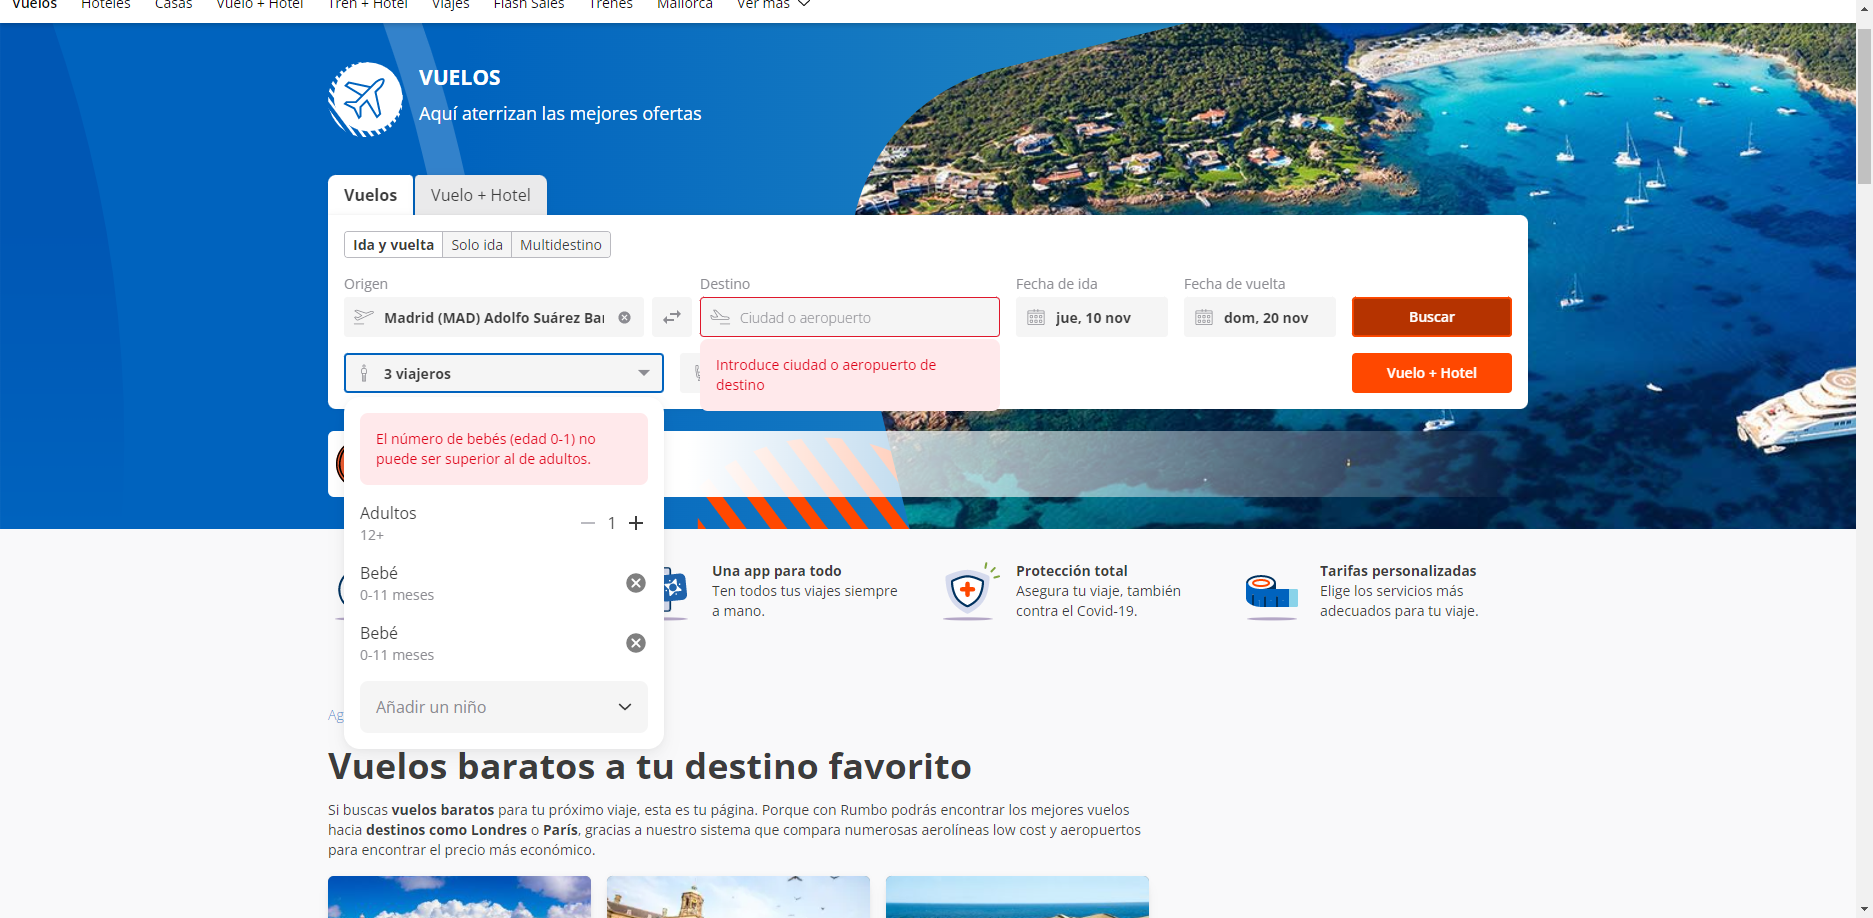 Vuelos Hoteles Casas Vuelo + Hotel Tren + Hotel Viajes Flash Sales Trenes Mallorca Ver más
VUELOS
Aquí aterrizan las mejores ofertas
Vuelos Vuelo + Hotel
Ida y vuelta Solo ida Multidestino
Origen Destino Fecha de ida Fecha de vuelta
Madrid (MAD) Adolfo Suárez Ciudad o aeropuerto jue, 10 nov dom, 20 nov Buscar
3 viajeros
Introduce ciudad o aeropuerto de
destino
Vuelo + Hotel
El número de bebés (edad 0-1) no
puede ser superior al de adultos.
Adultos 1
12+
Bebé
0-11 meses
Bebé
0-11 meses
Añadir un niño
Una app para todo
Ten todos tus viajes siempre
a mano.
Protección total
Asegura tu viaje, también
contra el Covid-19.
Tarifas personalizadas
Elige los servicios más
adecuados para tu viaje.
Vuelos baratos a tu destino favorito
Si buscas vuelos baratos para tu próximo viaje, esta es tu página. Porque con Rumbo podrás encontrar los mejores vuelos
hacia destinos como Londres o París, gracias a nuestro sistema que compara numerosas aerolíneas low cost y aeropuertos
para encontrar el precio más económico.